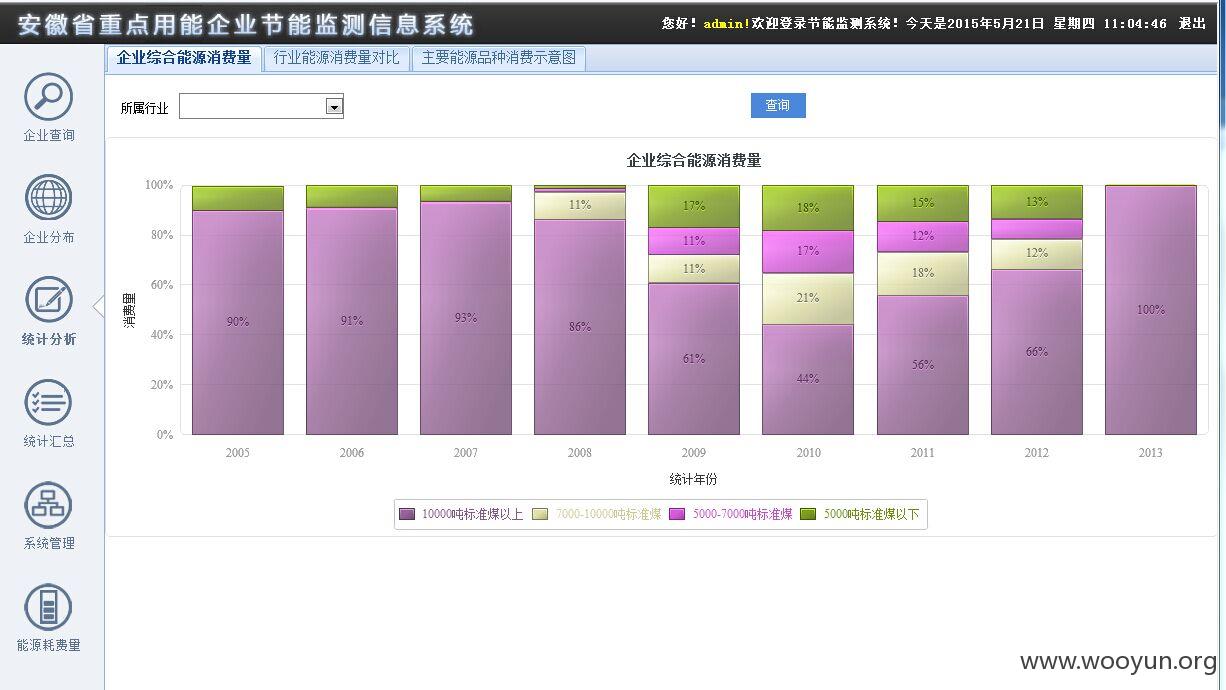 安徽省重点用能企业节能监测信息系统
您好！admin!欢迎登录节能监测系统！今天是2015年5月21日 星期四 11:04:46 退出
企业综合能源消费量 行业能源消费量对比 主要能源品种消费示意图
企业查询
企业分布
统计分析
统计汇总
系统管理
能源耗费量
所属行业
查询
企业综合能源消费量
消费量
100%
80%
60%
40%
20%
0%
90%
91%
93%
11%
86%
17%
11%
11%
61%
18%
17%
21%
44%
15%
12%
18%
56%
13%
12%
66%
100%
2005 2006 2007 2008 2009 2010 2011 2012 2013
统计年份
10000吨标准煤以上 7000-10000吨标准煤 5000-7000吨标准煤 5000吨标准煤以下
www.wooyun.org